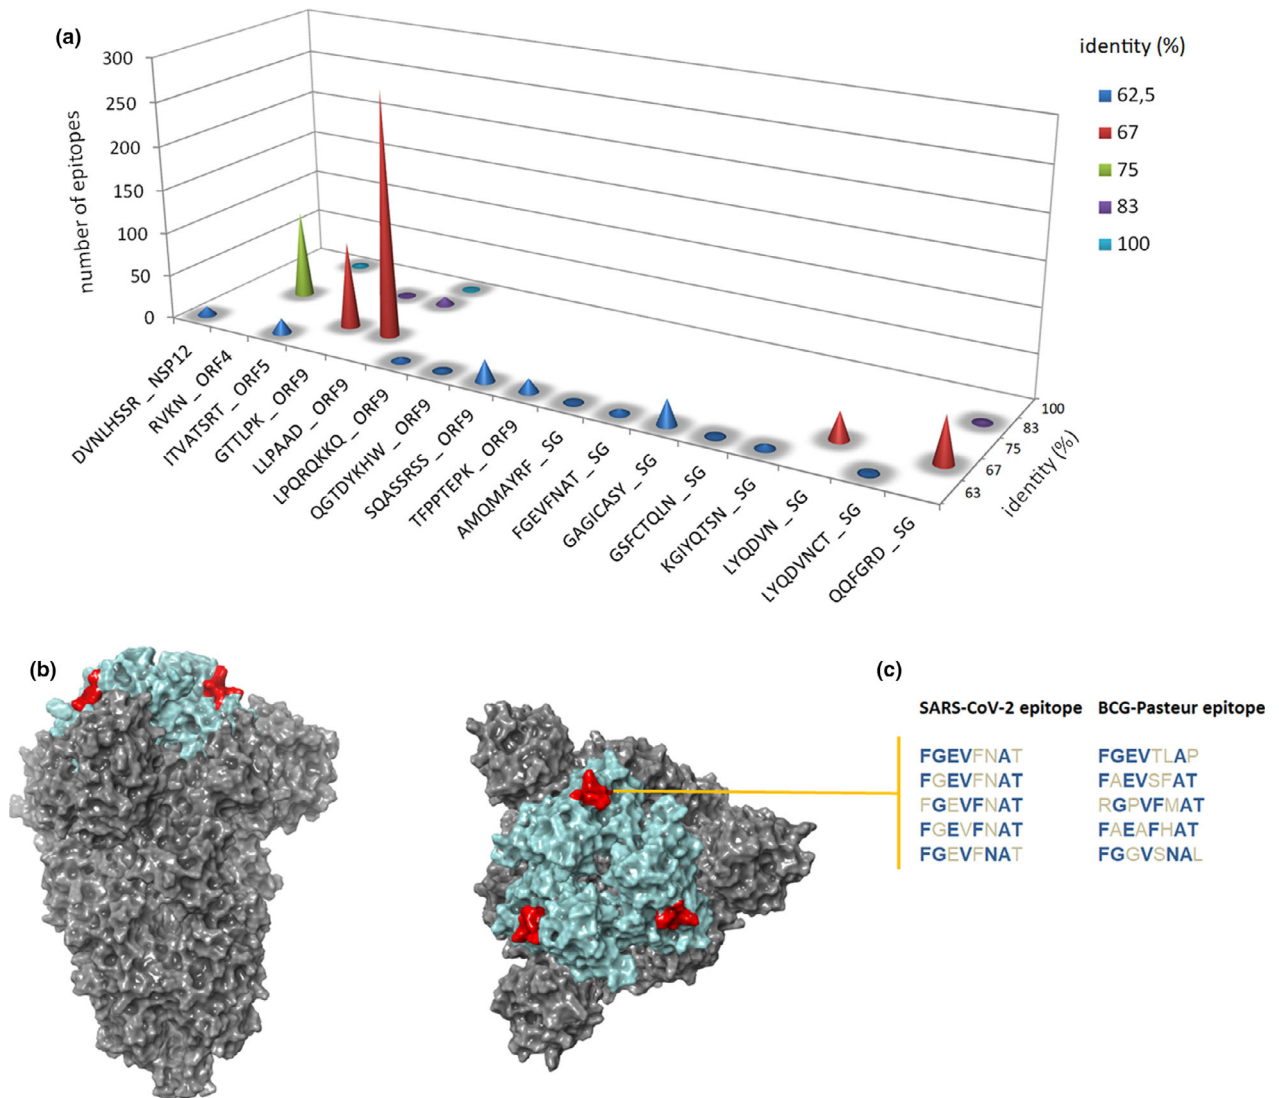 (a)
number of epitopes
300
250
200
150
100
50
0
DVNLHSSR _ NSP12
RVKN _ ORF4
ITVATSRT _ ORF5
GTTLPK _ ORF9
LLPAAD _ ORF9
LPQRQKKQ _ ORF9
QGTDYKHW _ ORF9
SQASSRSS _ ORF9
TFPPTEPK _ ORF9
AMQMAYRF _ SG
FGEVFNAT _ SG
GAGICASY _ SG
GSFCTQLN _ SG
KGIYQTSN _ SG
LYQDVN _ SG
LYQDVNCT _ SG
QQFGRD _ SG
100
83
75
67
63
identity (%)
identity (%)
62,5
67
75
83
100
(b)
(c)
SARS-CoV-2 epitope BCG-Pasteur epitope
FGEVFNAT FGEVTLAP
FGEVFNAT FAEVSFAT
FGEVFNAT RGPVFMAT
FGEVFNAT FAEAFHAT
FGEVFNAT FGGVSNAL